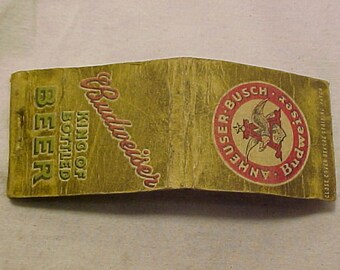 Budweiser
KING OF
BOTTLED
BEER
ANHEUSER-BUSCH
Budweiser